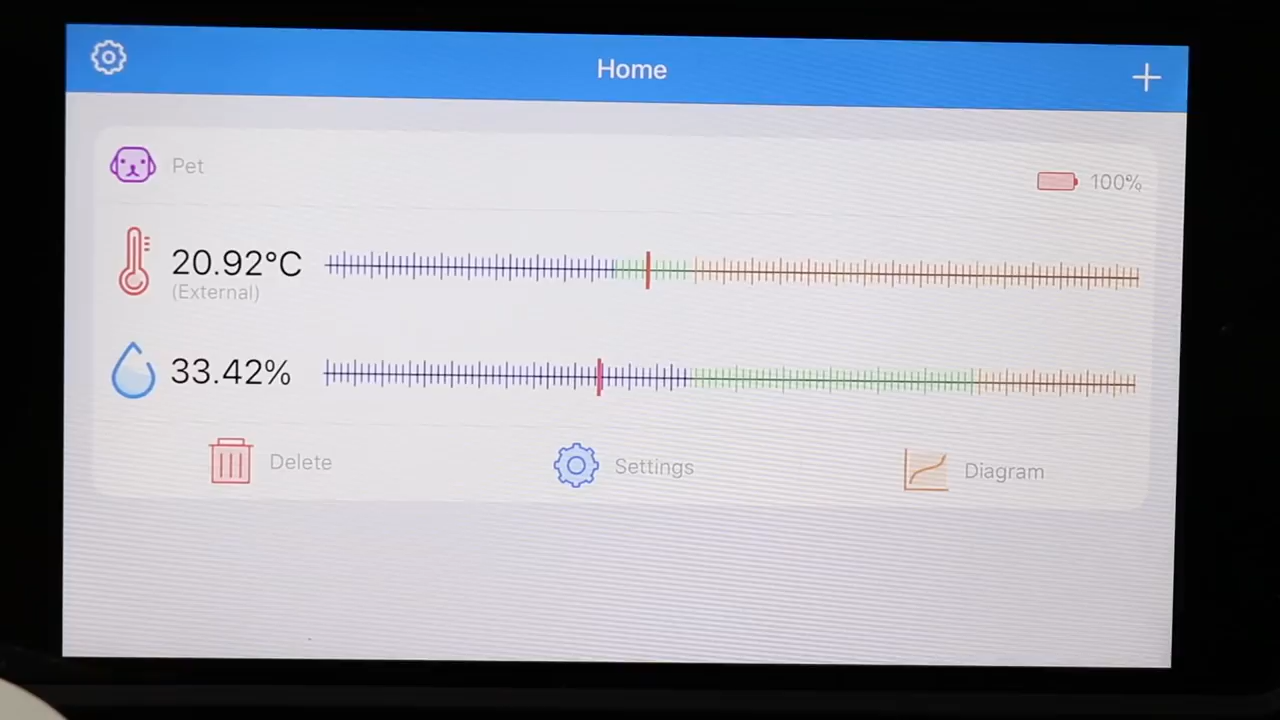 Home
Pet
100%
20.92°C
(External)
33.42%
Delete
Settings
Diagram